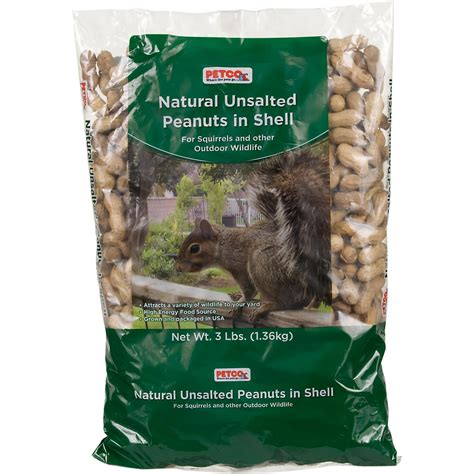 PETCO
Natural Unsalted
Peanuts in Shell
For Squirrels and other
Outdoor Wildlife
• Attracts a variety of wildlife to your yard
• High Energy Food Source
• Grown and packaged in USA
Net Wt. 3 Lbs. (1.36kg)
PETCO
Natural Unsalted Peanuts in Shell
For Squirrels and other Outdoor Wildlife